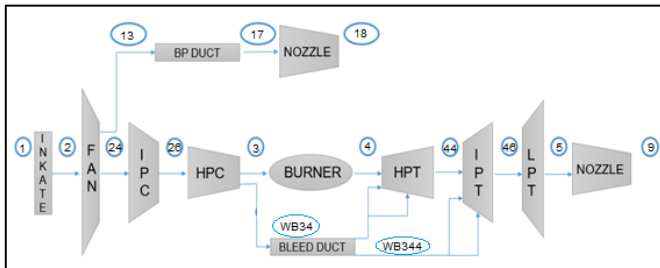 13
BP DUCT
17
NOZZLE
18
1
INKATE
2
FAN
24
IPC
26
HPC
3
BURNER
4
HPT
44
IPT
46
LPT
5
NOZZLE
9
WB34
BLEED DUCT
WB344